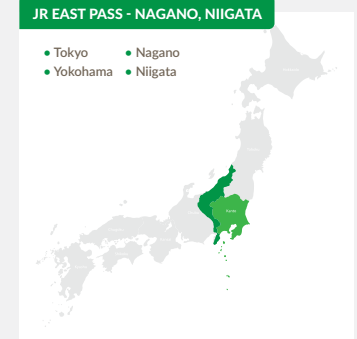 JR EAST PASS - NAGANO, NIIGATA
• Tokyo • Nagano
• Yokohama • Niigata